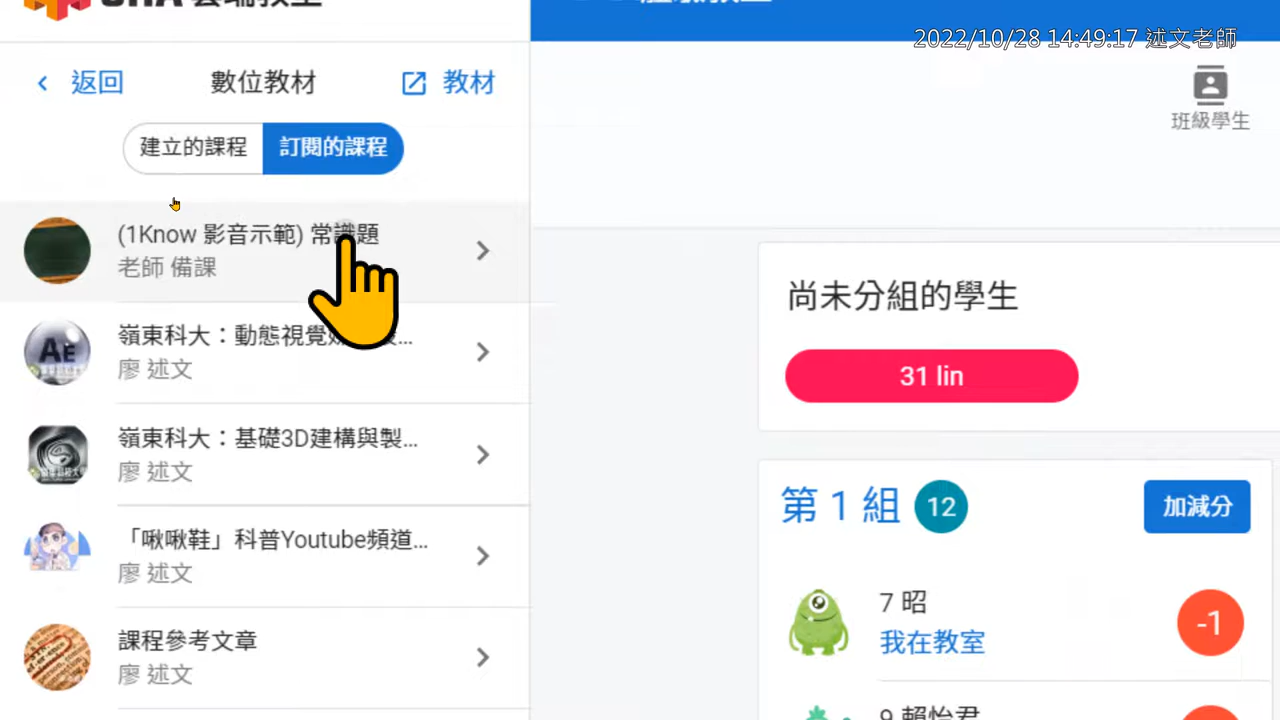 2022/10/28 14:49:17 述文老師
返回
數位教材
教材
班級學生
建立的課程
訂閱的課程
(1Know 影音示範) 常識題
老師 備課
嶺東科大：動態視覺
廖 述文
嶺東科大：基礎3D建構與製...
廖 述文
「啾啾鞋」科普Youtube頻道...
廖 述文
課程參考文章
廖 述文
尚未分組的學生
31 lin
第 1 組 12
加減分
7 昭
我在教室
-1
9 賴怡君